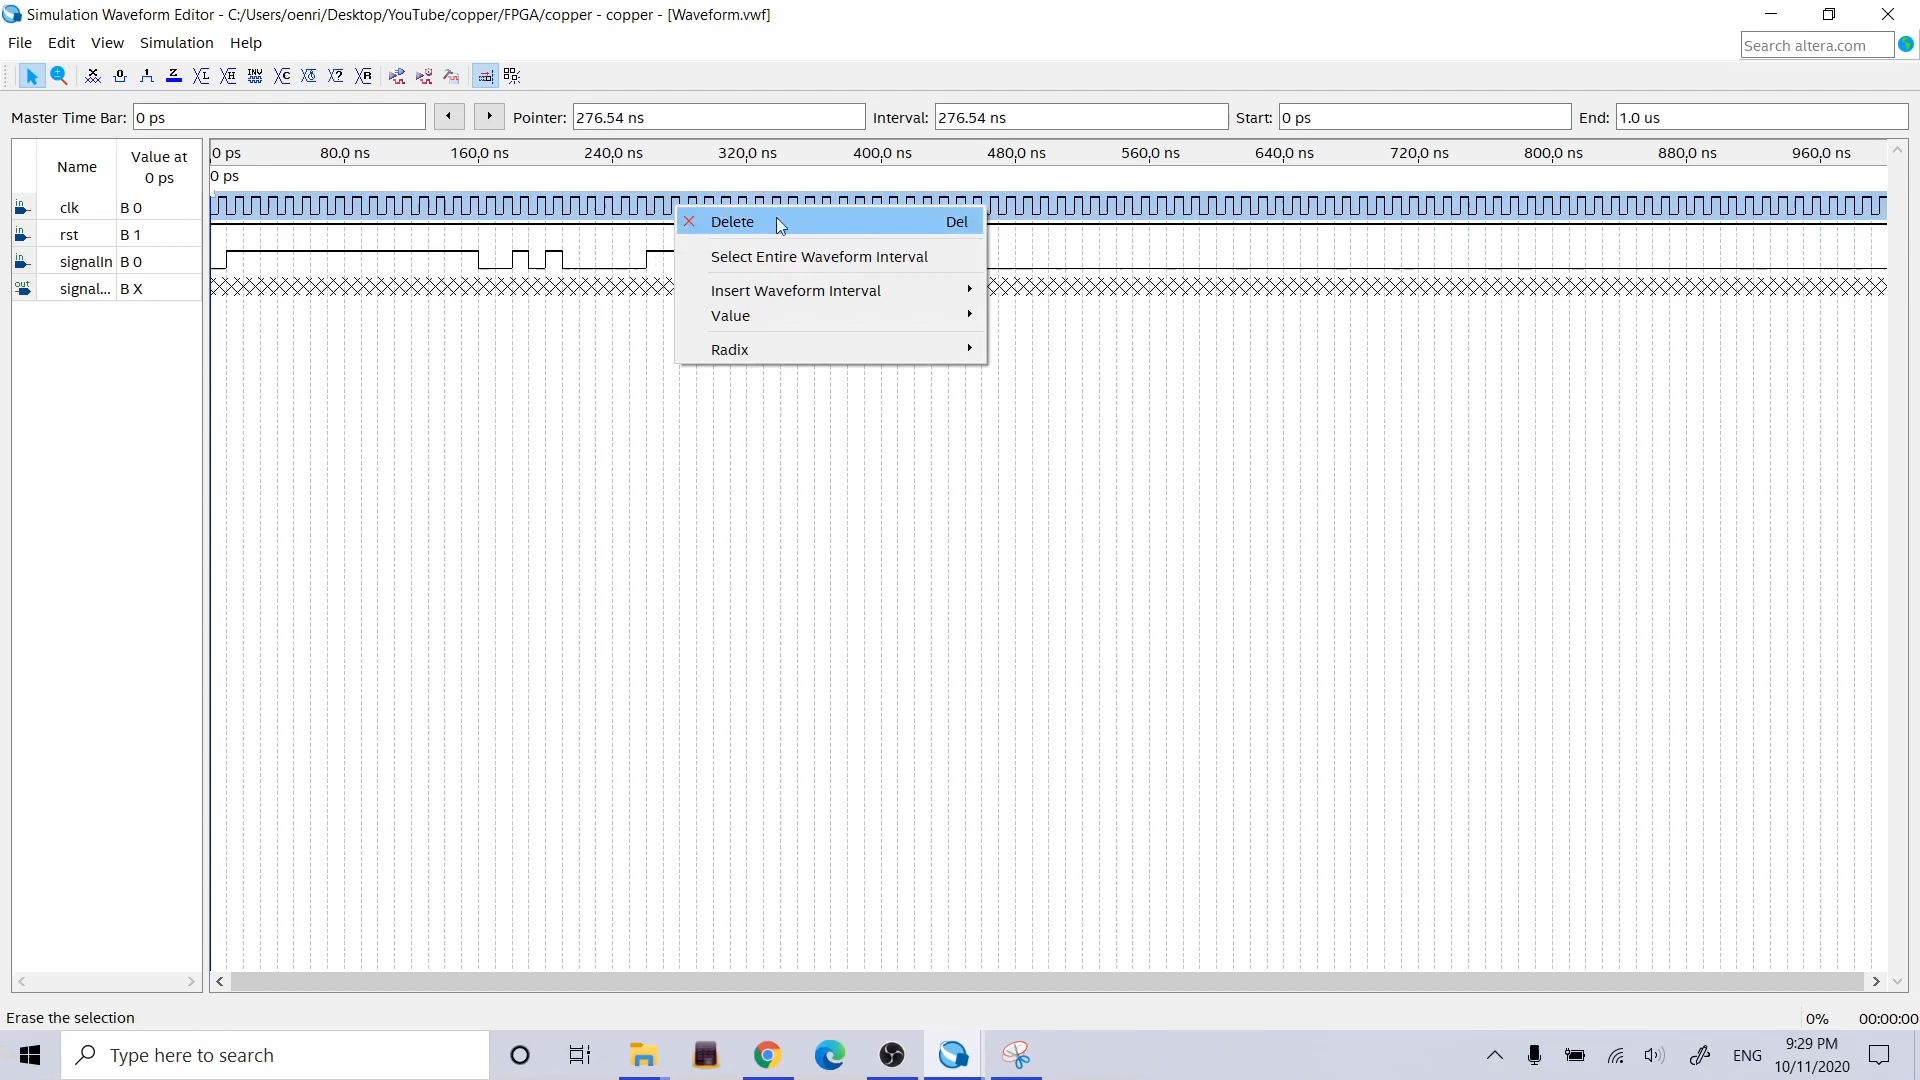 Simulation Waveform Editor - C:/Users/oenri/Desktop/YouTube/copper/FPGA/copper - copper - [Waveform.vwf]
File Edit View Simulation Help
Search altera.com
Master Time Bar: 0 ps Pointer: 276.54 ns Interval: 276.54 ns Start: 0 ps End: 1.0 us
Name Value at 0 ps
0 ps 80.0 ns 160.0 ns 240.0 ns 320.0 ns 400.0 ns 480.0 ns 560.0 ns 640.0 ns 720.0 ns 800.0 ns 880.0 ns 960.0 ns
0 ps
in clk B 0
in rst B 1
in signalIn B 0
out signal... B X
Delete Del
Select Entire Waveform Interval
Insert Waveform Interval
Value
Radix
Erase the selection
0% 00:00:00
Type here to search
ENG
9:29 PM
10/11/2020